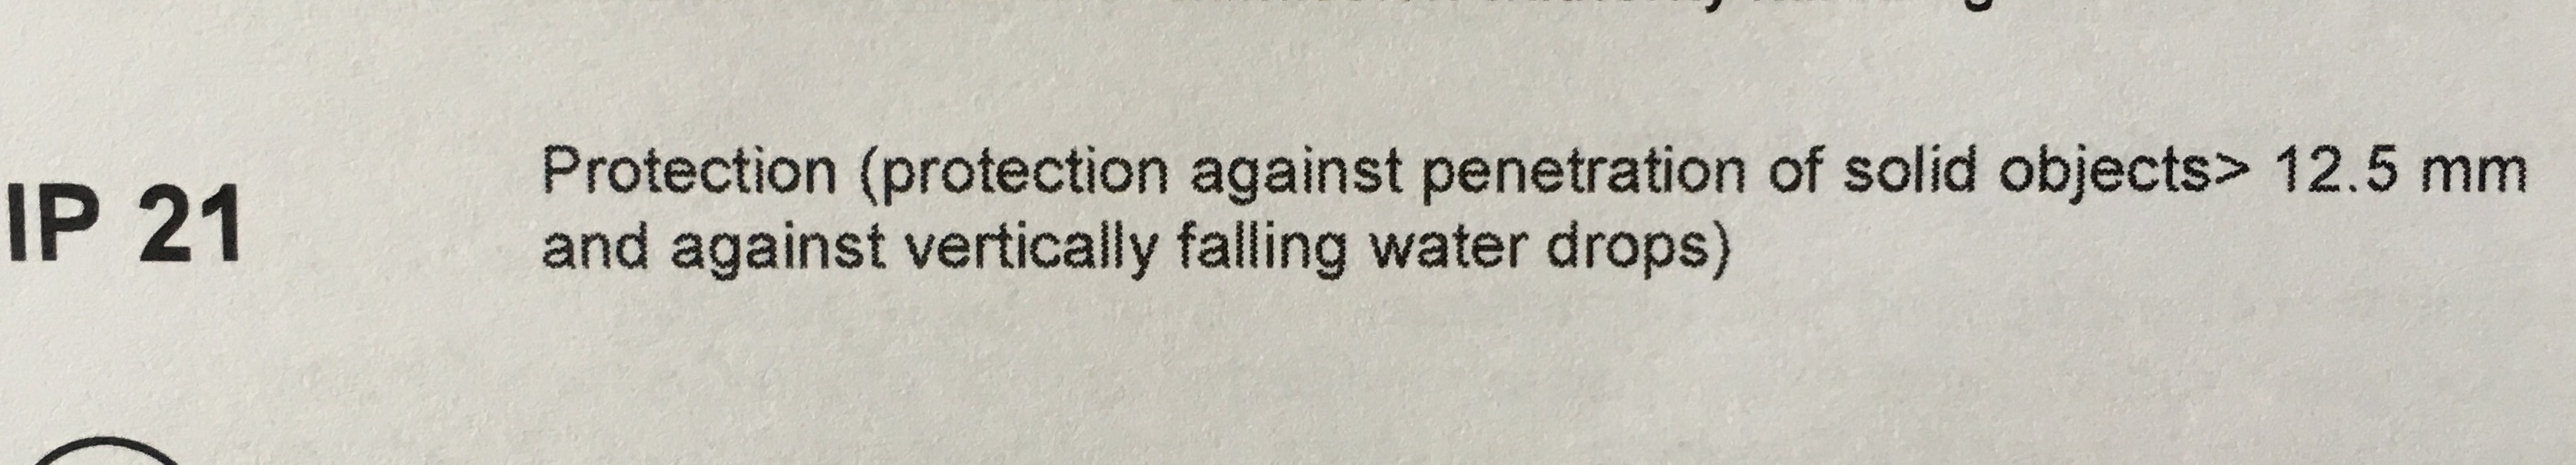 IP 21
Protection (protection against penetration of solid objects> 12.5 mm
and against vertically falling water drops)